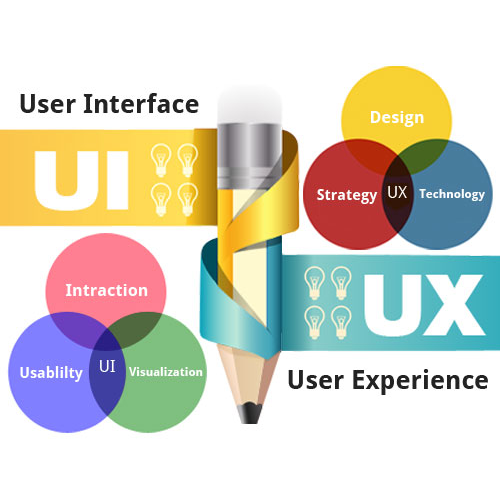 User Interface
UI
Design
Strategy
UX
Technology
Intraction
Usablilty
UI
Visualization
UX
User Experience